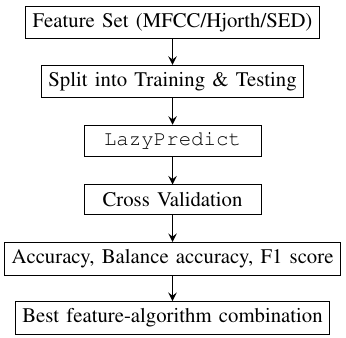 Feature Set (MFCC/Hjorth/SED)
Split into Training & Testing
LazyPredict
Cross Validation
Accuracy, Balance accuracy, F1 score
Best feature-algorithm combination